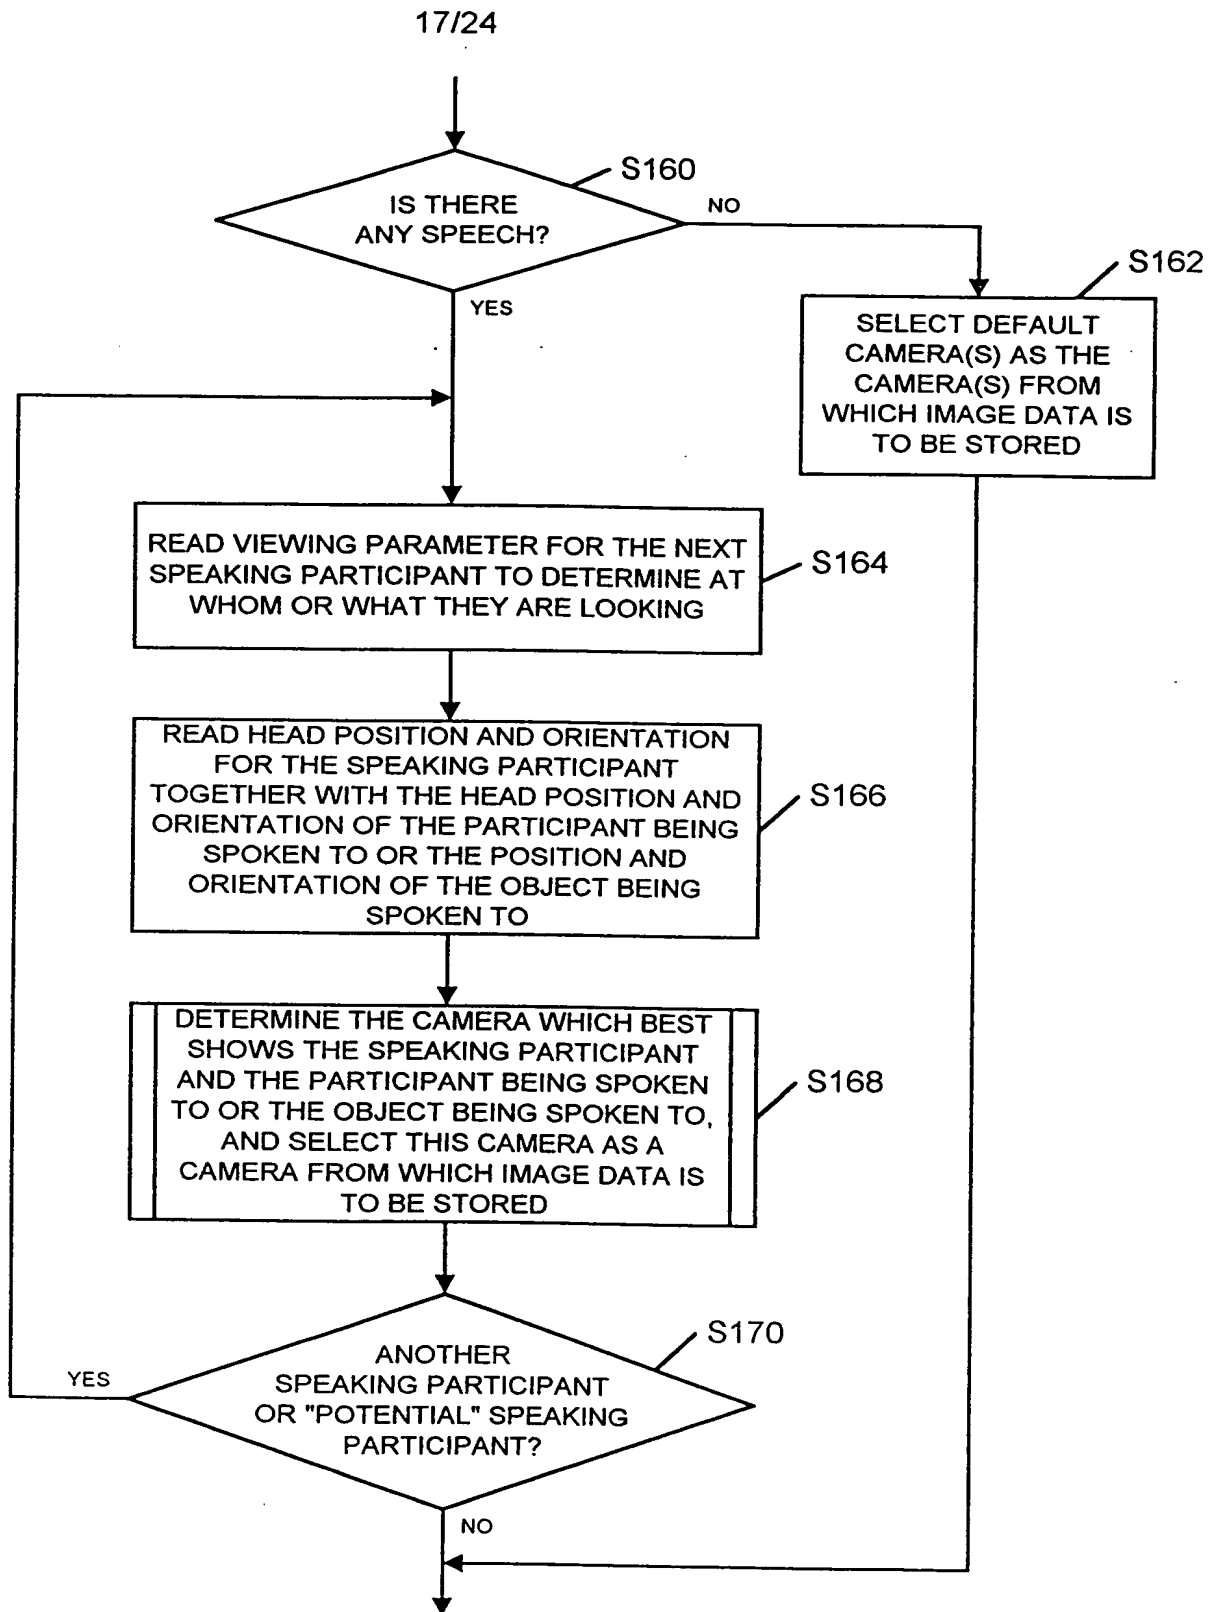 17/24
S160
IS THERE
ANY SPEECH?
NO
YES
S162
SELECT DEFAULT
CAMERA(S) AS THE
CAMERA(S) FROM
WHICH IMAGE DATA IS
TO BE STORED
READ VIEWING PARAMETER FOR THE NEXT
SPEAKING PARTICIPANT TO DETERMINE AT
WHOM OR WHAT THEY ARE LOOKING
S164
READ HEAD POSITION AND ORIENTATION
FOR THE SPEAKING PARTICIPANT
TOGETHER WITH THE HEAD POSITION AND
ORIENTATION OF THE PARTICIPANT BEING
SPOKEN TO OR THE POSITION AND
ORIENTATION OF THE OBJECT BEING
SPOKEN TO
S166
DETERMINE THE CAMERA WHICH BEST
SHOWS THE SPEAKING PARTICIPANT
AND THE PARTICIPANT BEING SPOKEN
TO OR THE OBJECT BEING SPOKEN TO,
AND SELECT THIS CAMERA AS A
CAMERA FROM WHICH IMAGE DATA IS
TO BE STORED
S168
S170
ANOTHER
SPEAKING PARTICIPANT
OR "POTENTIAL" SPEAKING
PARTICIPANT?
YES
NO